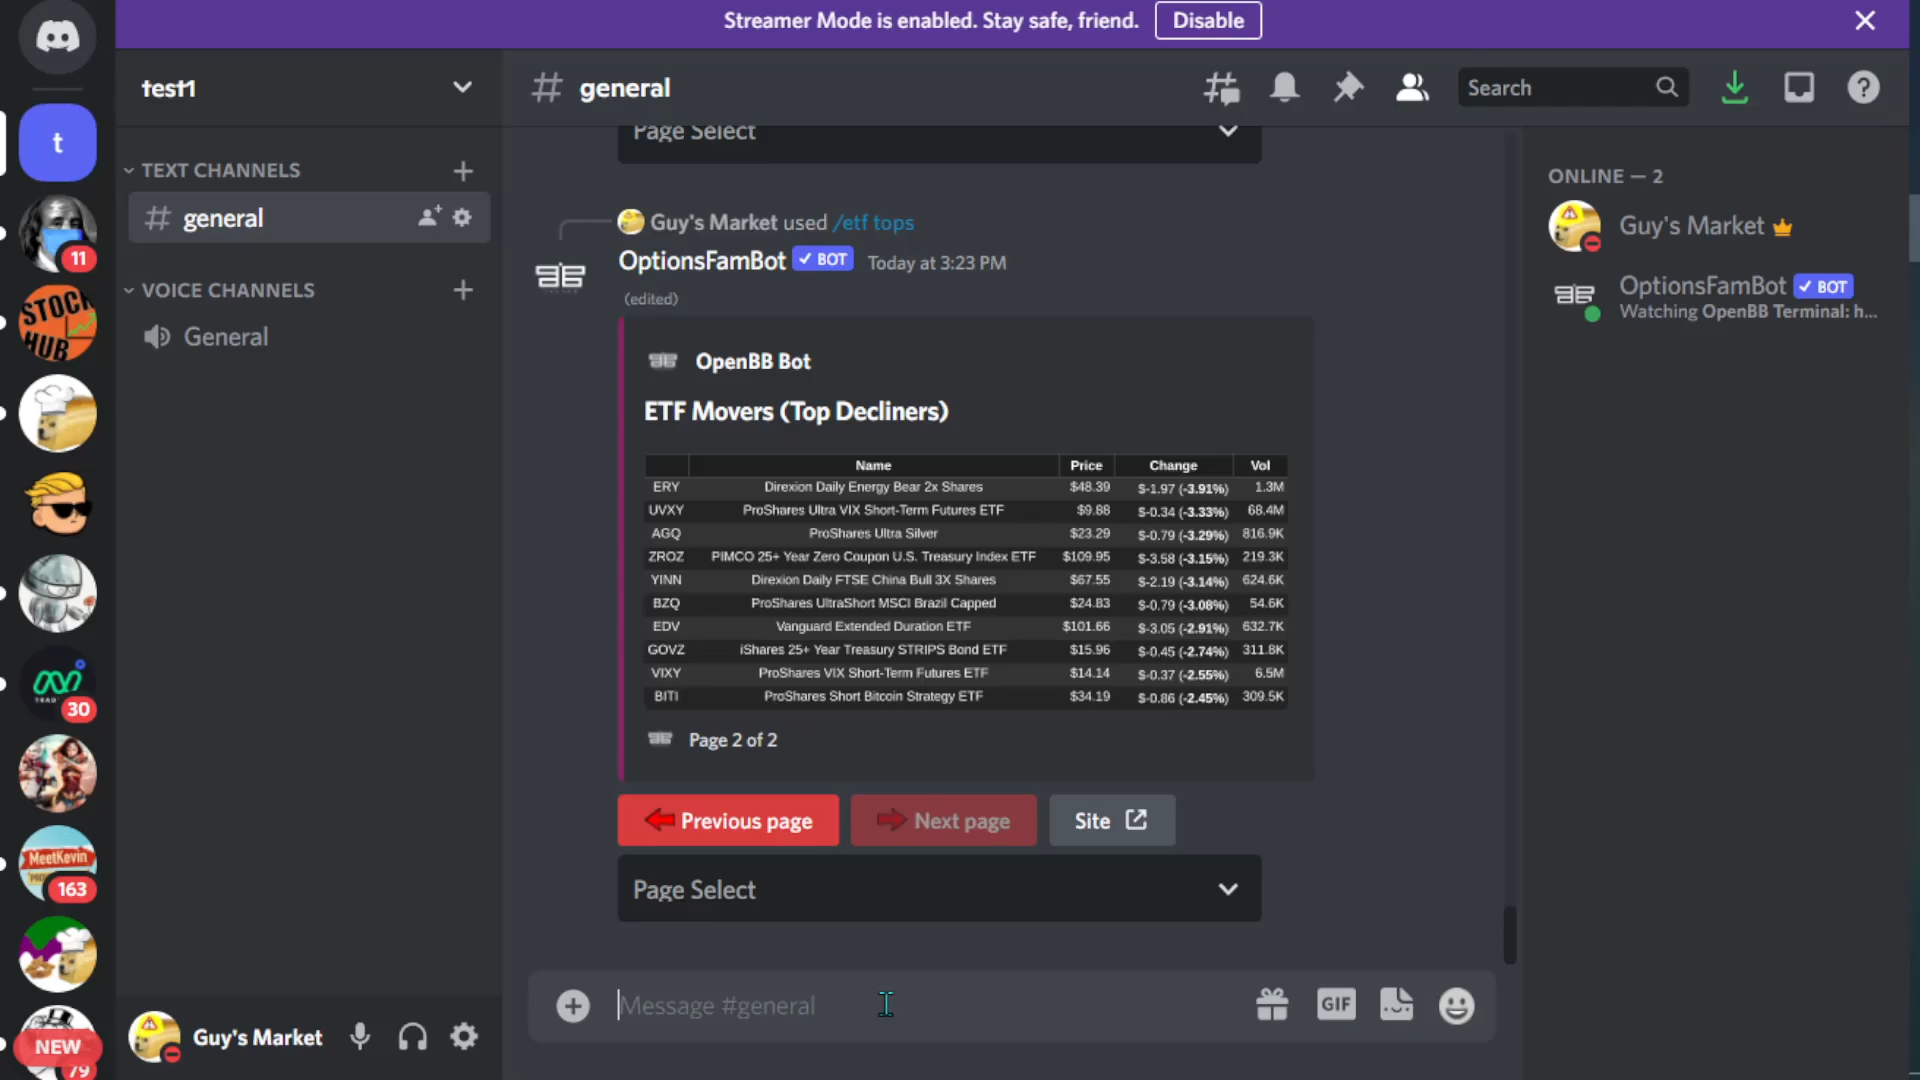 Streamer Mode is enabled. Stay safe, friend. Disable
test1
# general
Search
TEXT CHANNELS
# general
VOICE CHANNELS
General
t
11
STOCK
HUB
30
MeetKevin
163
NEW
79
Guy's Market
Page Select
Guy's Market used /etf tops
OptionsFamBot ✓ BOT Today at 3:23 PM
(edited)
OpenBB Bot
ETF Movers (Top Decliners)
Name Price Change Vol
ERY Direxion Daily Energy Bear 2x Shares $48.39 $-1.97 (-3.91%) 1.3M
UVXY ProShares Ultra VIX Short-Term Futures ETF $9.88 $-0.34 (-3.33%) 68.4M
AGQ ProShares Ultra Silver $23.29 $-0.79 (-3.29%) 816.9K
ZROZ PIMCO 25+ Year Zero Coupon U.S. Treasury Index ETF $109.95 $-3.58 (-3.15%) 219.3K
YINN Direxion Daily FTSE China Bull 3X Shares $67.55 $-2.19 (-3.14%) 624.6K
BZQ ProShares UltraShort MSCI Brazil Capped $24.83 $-0.79 (-3.08%) 54.6K
EDV Vanguard Extended Duration ETF $101.66 $-3.05 (-2.91%) 632.7K
GOVZ iShares 25+ Year Treasury STRIPS Bond ETF $15.96 $-0.45 (-2.74%) 311.8K
VIXY ProShares VIX Short-Term Futures ETF $14.14 $-0.37 (-2.55%) 6.5M
BITI ProShares Short Bitcoin Strategy ETF $34.19 $-0.86 (-2.45%) 309.5K
Page 2 of 2
Previous page Next page Site
Page Select
Message #general
GIF
ONLINE — 2
Guy's Market
OptionsFamBot ✓ BOT
Watching OpenBB Terminal: h...